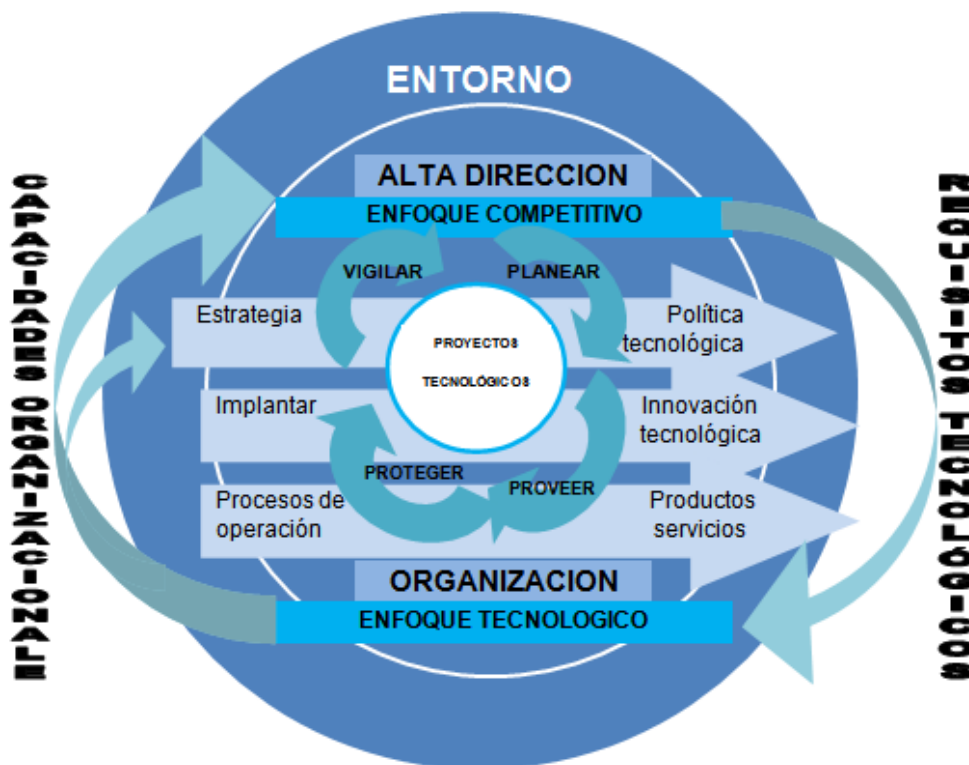 ENTORNO
ALTA DIRECCION
ENFOQUE COMPETITIVO
VIGILAR
PLANEAR
Estrategia
Política
tecnológica
PROYECTOS
TECNOLÓGICOS
Implantar
Innovación
tecnológica
PROTEGER
PROVEER
Procesos de
operación
Productos
servicios
ORGANIZACION
ENFOQUE TECNOLOGICO
CAPACIDADES ORGANIZACIONALE
REQUISITOS TECNOLÓGICOS